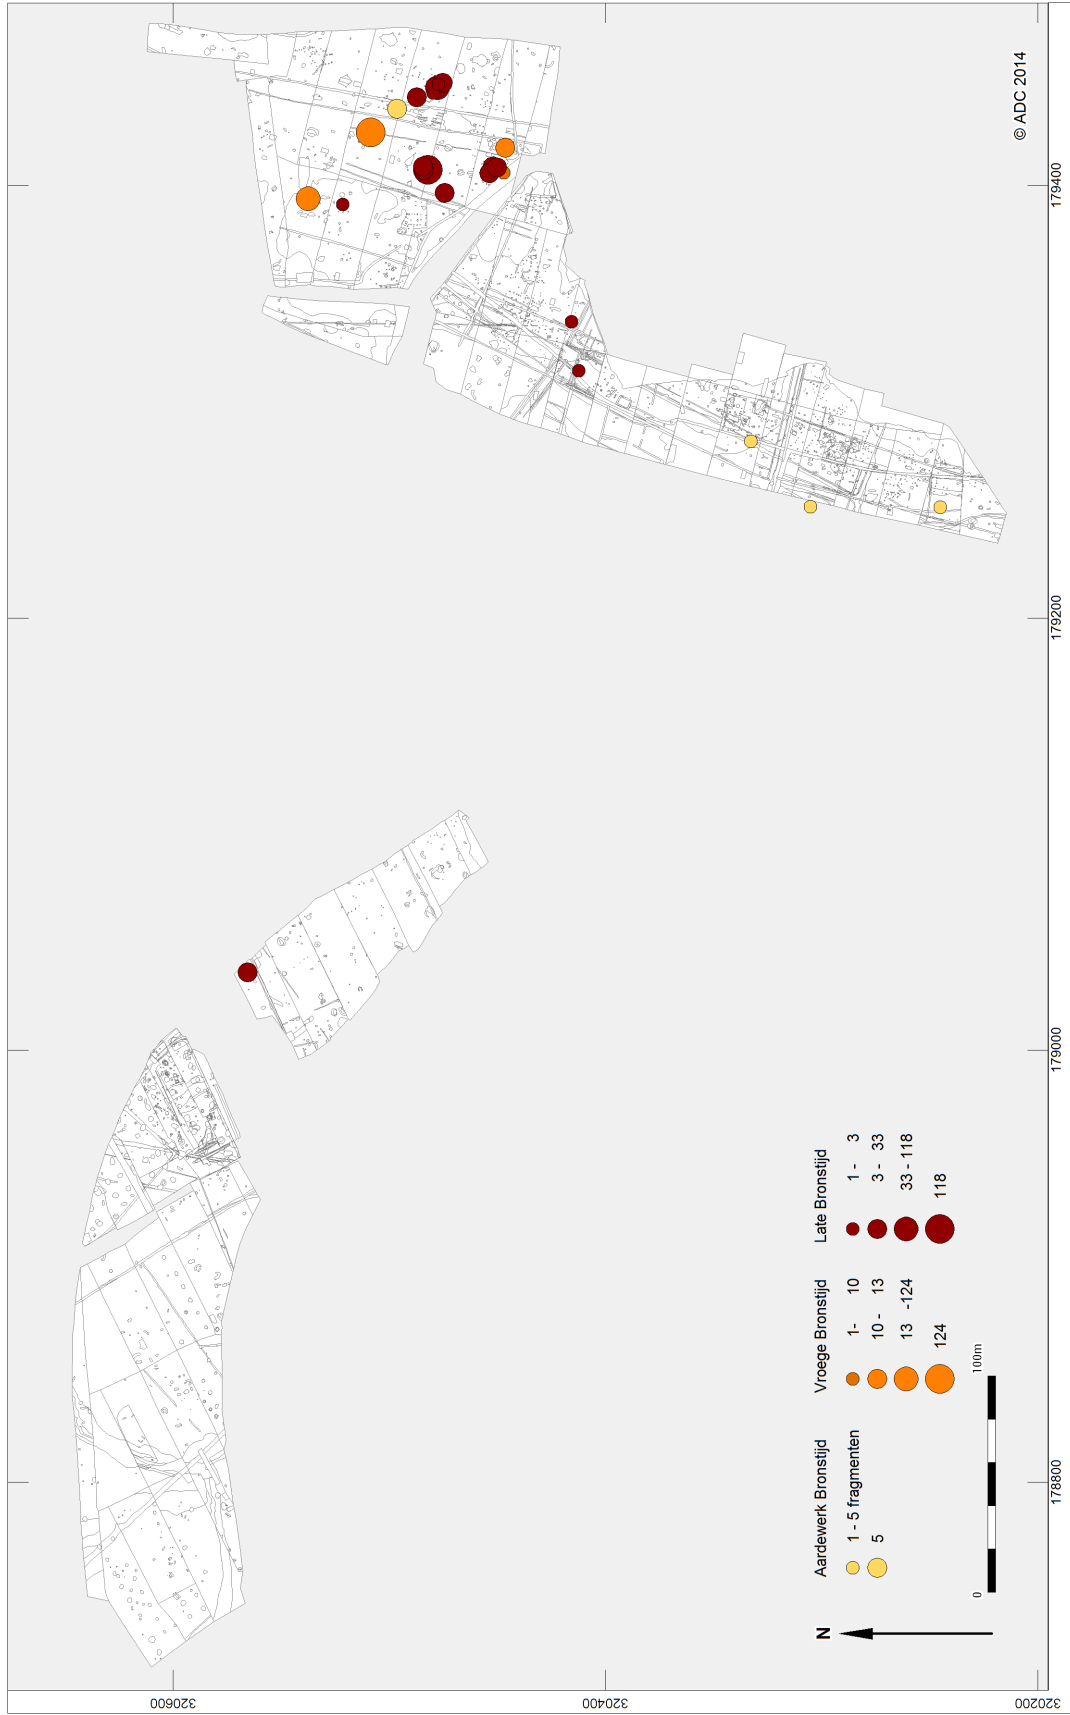 © ADC 2014
320600
320400
320200
178800
179000
179200
179400
N
0
100m
Aardewerk Bronstijd
1 - 5 fragmenten
5
Vroege Bronstijd
1- 10
10 - 13
13 -124
124
Late Bronstijd
1 - 3
3 - 33
33 - 118
118